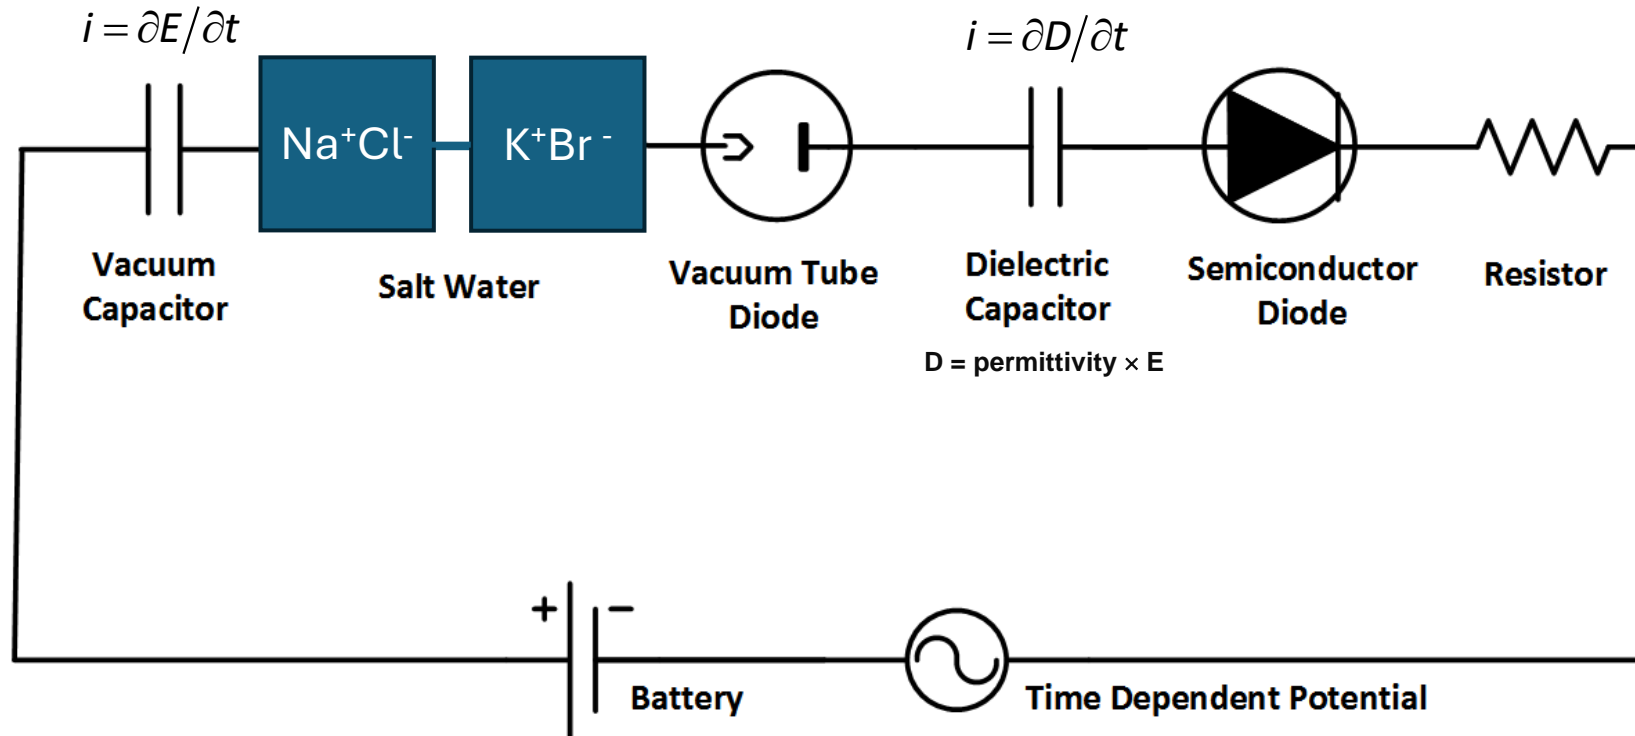 i = ∂E/∂t
i = ∂D/∂t
Na⁺Cl⁻
K⁺Br ⁻
Vacuum
Capacitor
Salt Water
Vacuum Tube
Diode
Dielectric
Capacitor
D = permittivity × E
Semiconductor
Diode
Resistor
+
−
Battery
Time Dependent Potential